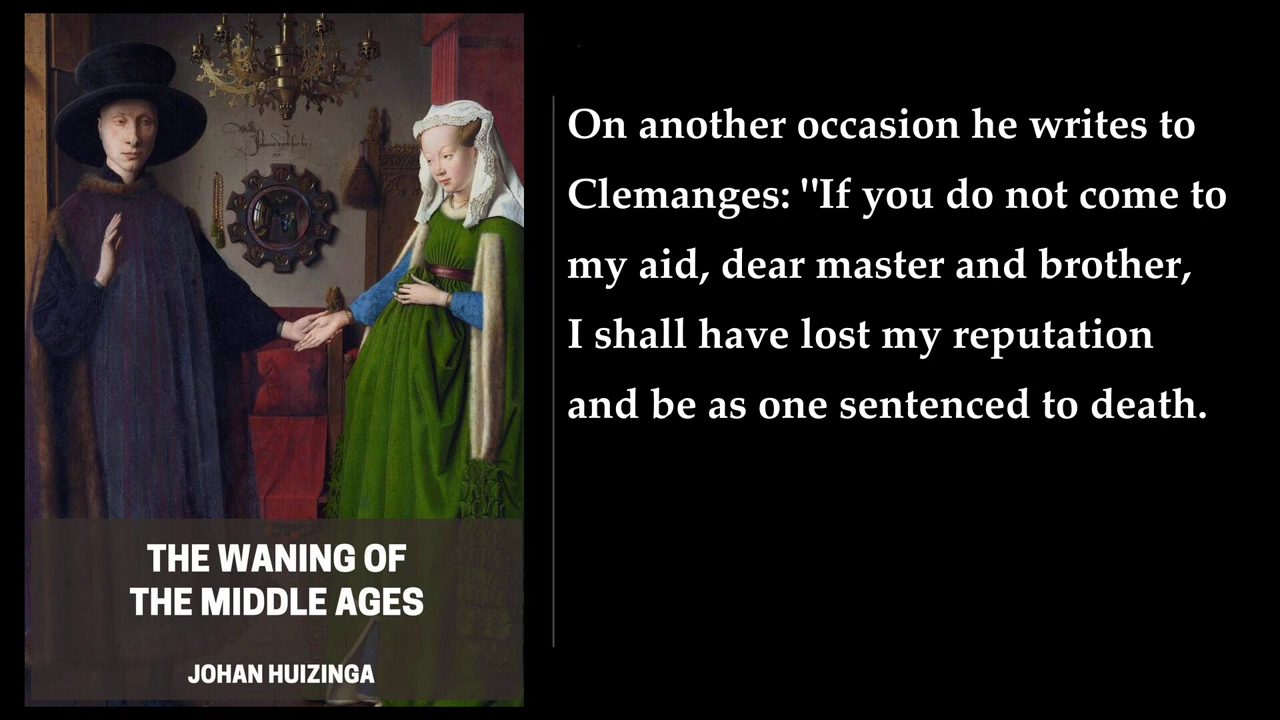 THE WANING OF
THE MIDDLE AGES
JOHAN HUIZINGA
On another occasion he writes to
Clemanges: "If you do not come to
my aid, dear master and brother,
I shall have lost my reputation
and be as one sentenced to death.